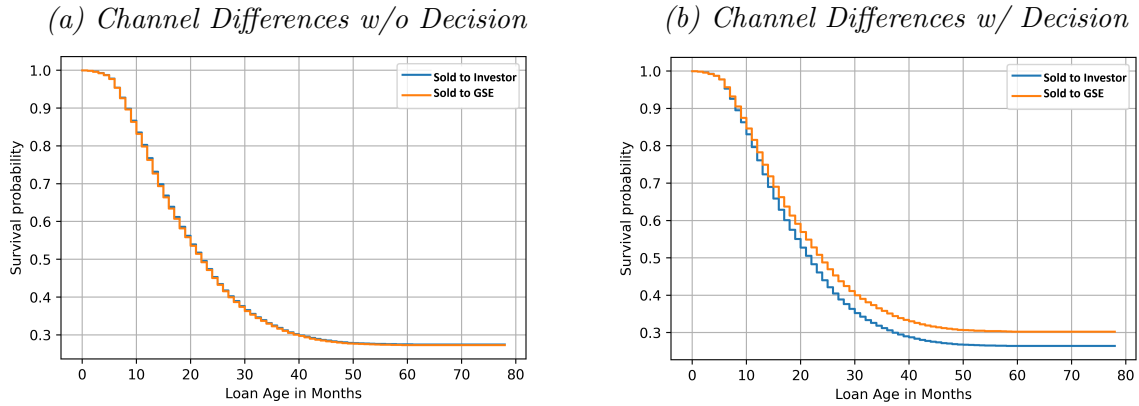 (a) Channel Differences w/o Decision
Sold to Investor
Sold to GSE
1.0
0.9
0.8
0.7
0.6
0.5
0.4
0.3
Survival probability
0 10 20 30 40 50 60 70 80
Loan Age in Months
(b) Channel Differences w/ Decision
Sold to Investor
Sold to GSE
1.0
0.9
0.8
0.7
0.6
0.5
0.4
0.3
Survival probability
0 10 20 30 40 50 60 70 80
Loan Age in Months